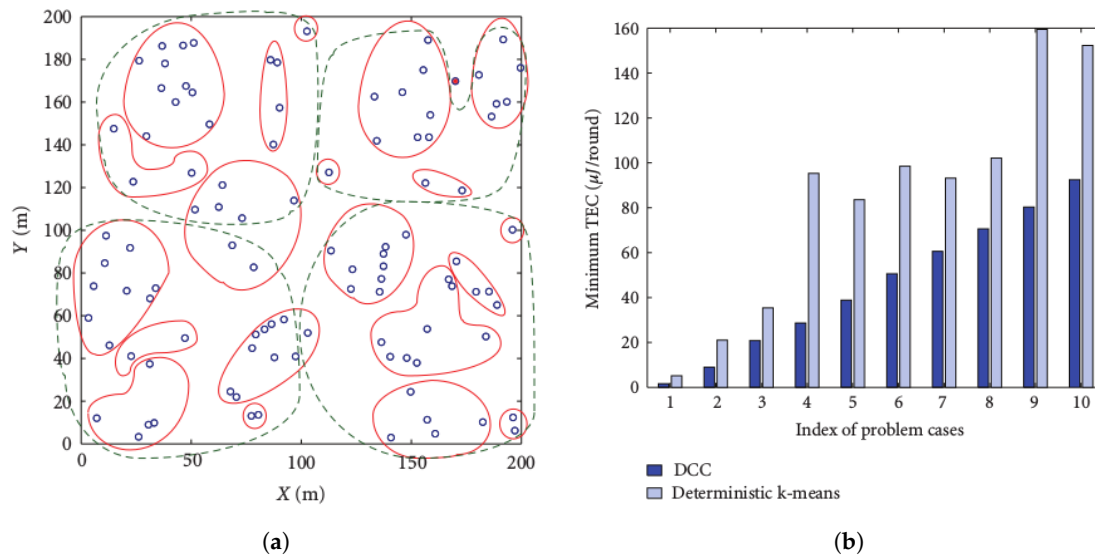 200
180
160
140
120
100
80
60
40
20
0
Y (m)
0
50
100
150
200
X (m)
(a)
160
140
120
100
80
60
40
20
0
Minimum TEC (μJ/round)
1 2 3 4 5 6 7 8 9 10
Index of problem cases
DCC
Deterministic k-means
(b)